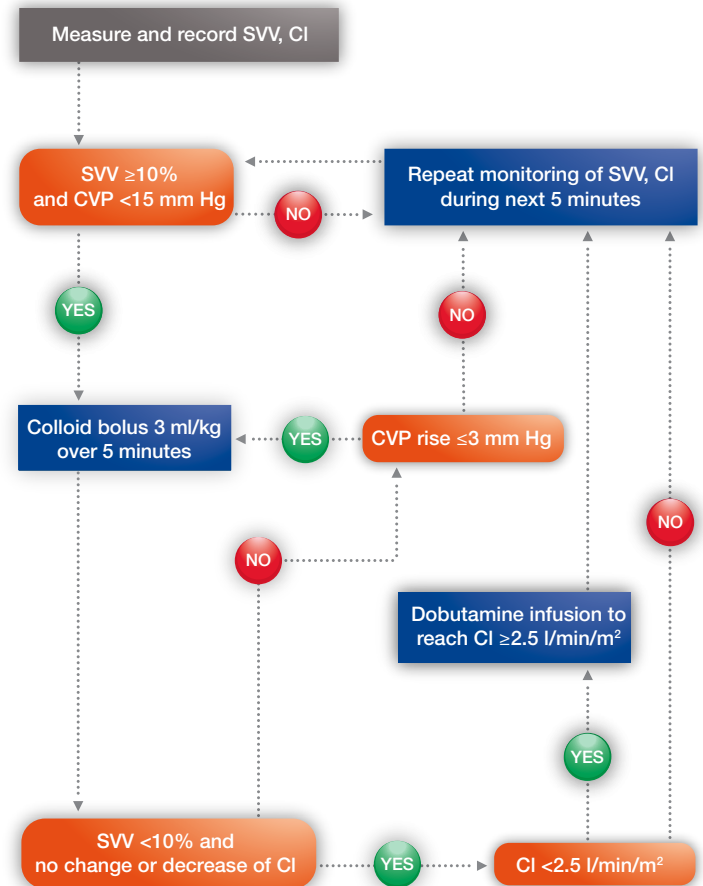 Measure and record SVV, CI
SVV ≥10%
and CVP <15 mm Hg
NO
Repeat monitoring of SVV, CI
during next 5 minutes
YES
NO
Colloid bolus 3 ml/kg
over 5 minutes
YES
CVP rise ≤3 mm Hg
NO
NO
Dobutamine infusion to
reach CI ≥2.5 l/min/m²
YES
SVV <10% and
no change or decrease of CI
YES
CI <2.5 l/min/m²